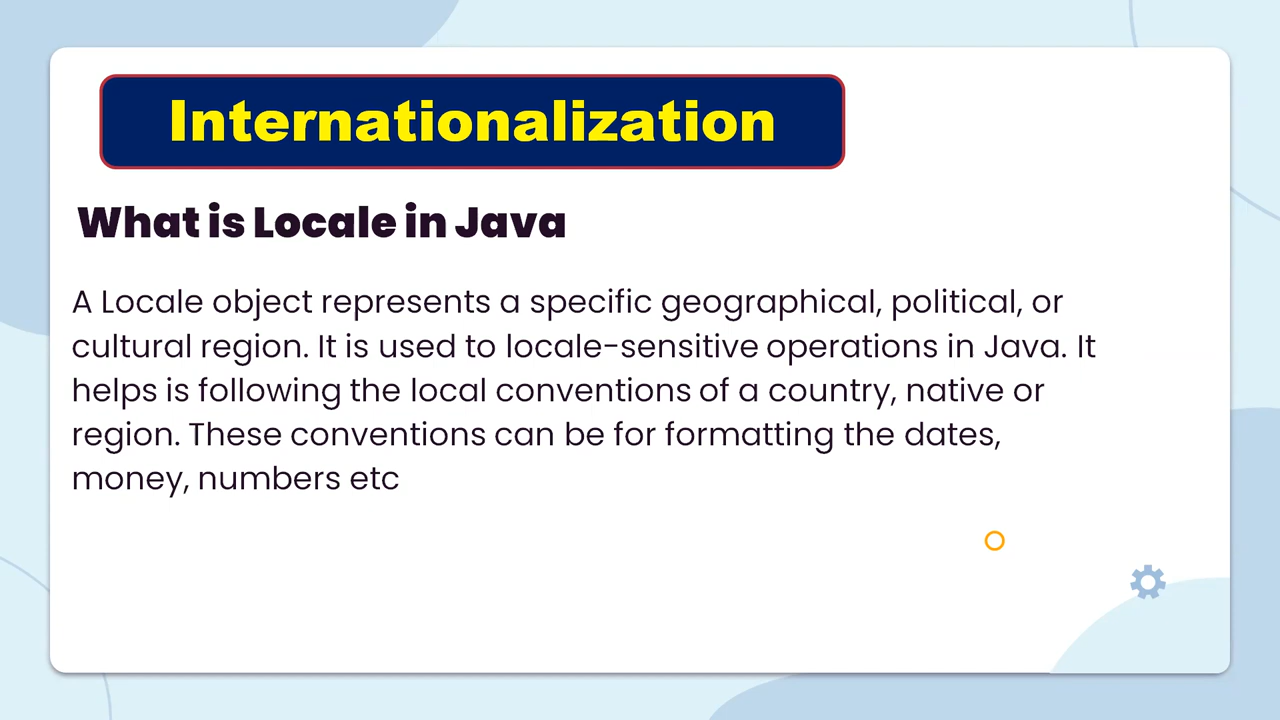 Internationalization
What is Locale in Java
A Locale object represents a specific geographical, political, or
cultural region. It is used to locale-sensitive operations in Java. It
helps is following the local conventions of a country, native or
region. These conventions can be for formatting the dates,
money, numbers etc